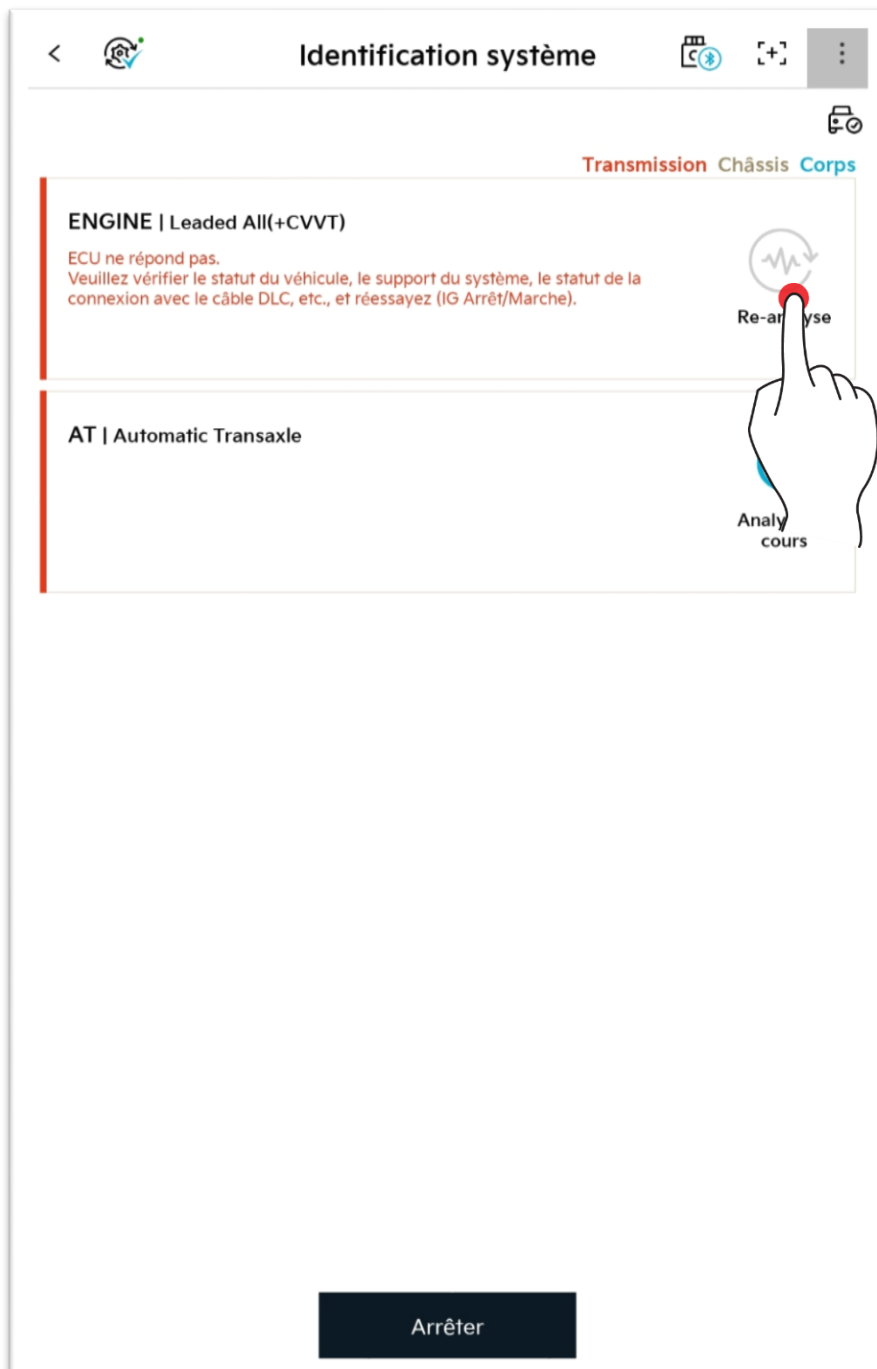 Identification système
Transmission Châssis Corps
ENGINE | Leaded All(+CVVT)
ECU ne répond pas.
Veuillez vérifier le statut du véhicule, le support du système, le statut de la
connexion avec le câble DLC, etc., et réessayez (IG Arrêt/Marche).
AT | Automatic Transaxle
cours
Arrêter